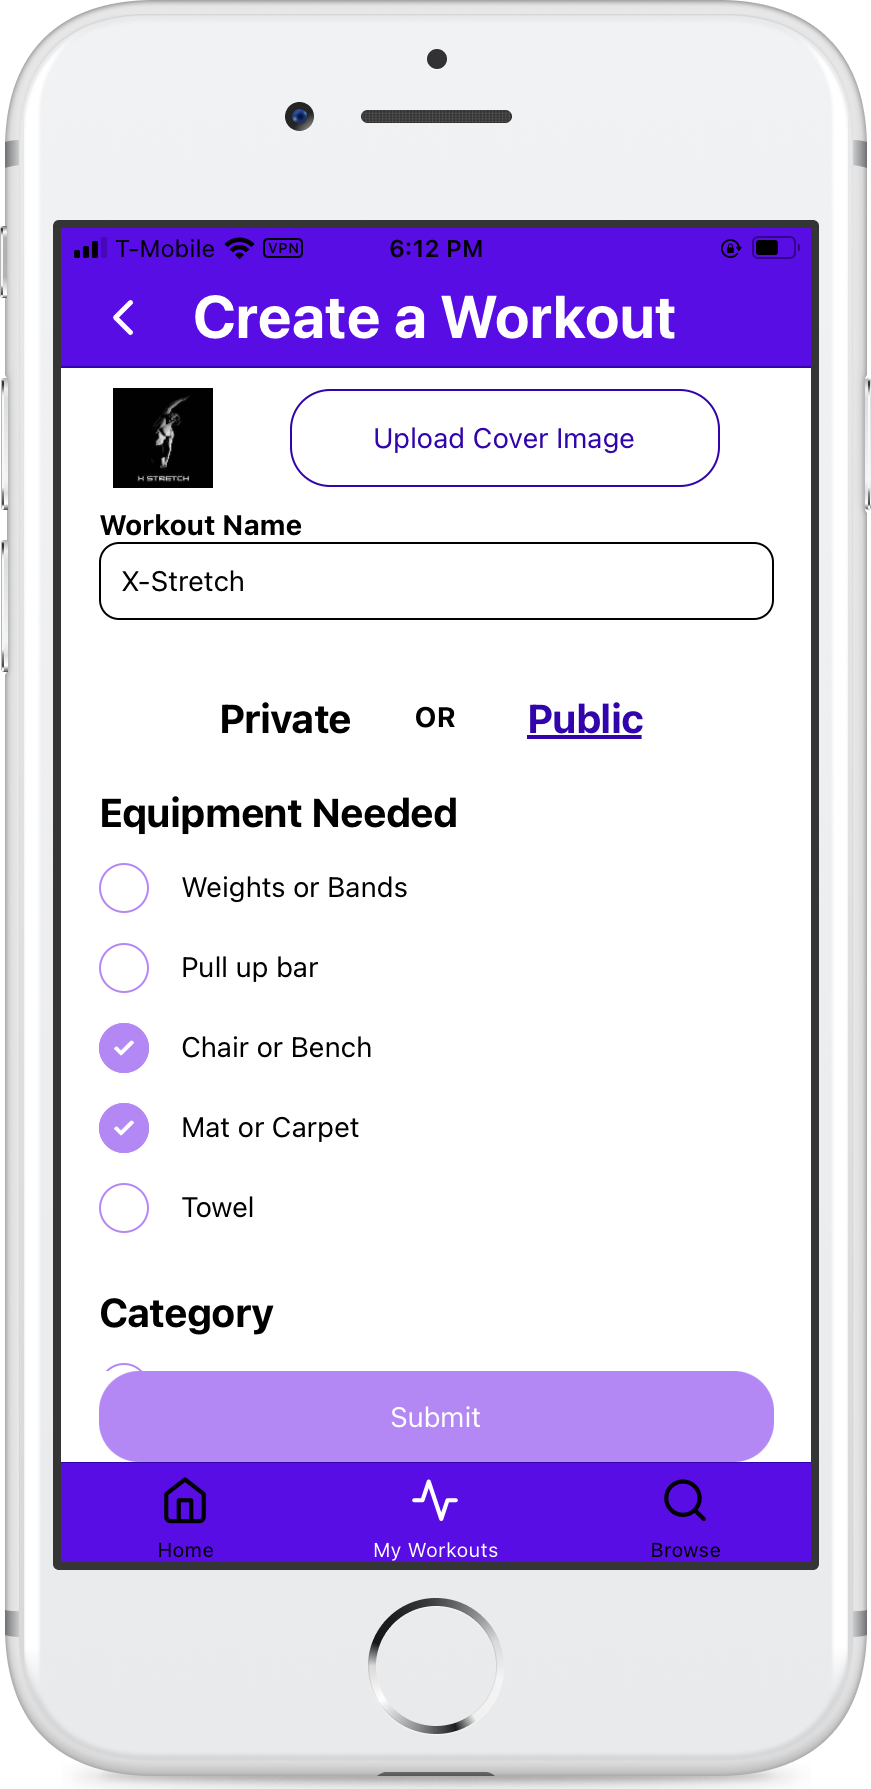 T-Mobile VPN 6:12 PM
Create a Workout
X STRETCH
Upload Cover Image
Workout Name
X-Stretch
Private OR Public
Equipment Needed
Weights or Bands
Pull up bar
Chair or Bench
Mat or Carpet
Towel
Category
Submit
Home My Workouts Browse